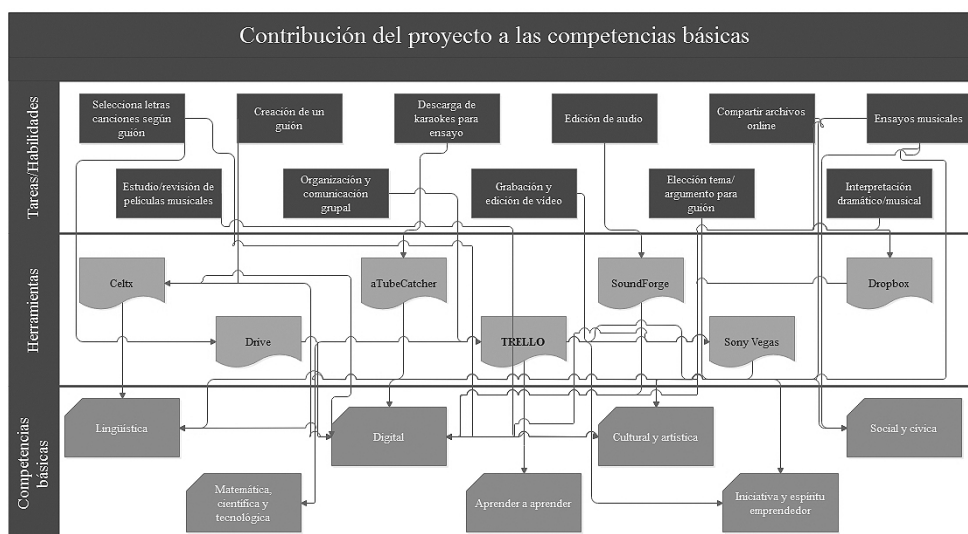 Contribución del proyecto a las competencias básicas
Tareas/Habilidades
Selecciona letras
canciones según
guión
Creación de un
guión
Descarga de
karaokes para
ensayo
Edición de audio
Compartir archivos
online
Ensayos musicales
Estudio/revisión de
películas musicales
Organización y
comunicación
grupal
Grabación y
edición de vídeo
Elección tema/
argumento para
guión
Interpretación
dramático/musical
Herramientas
Celtx
aTubeCatcher
SoundForge
Dropbox
Drive
TRELLO
Sony Vegas
Competencias
básicas
Lingüística
Digital
Cultural y artística
Social y cívica
Matemática,
científica y
tecnológica
Aprender a aprender
Iniciativa y espíritu
emprendedor